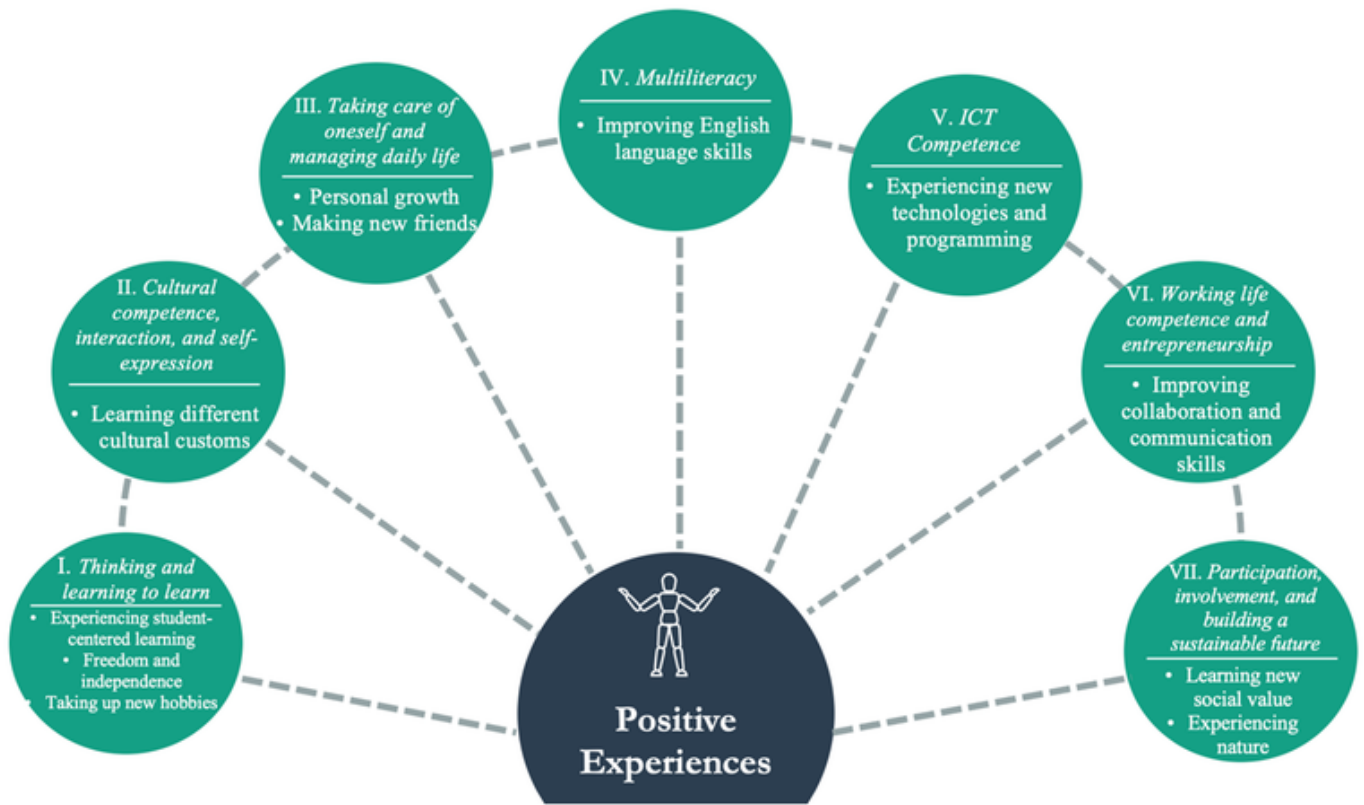 I. Thinking and
learning to learn
• Experiencing student-
centered learning
• Freedom and
independence
• Taking up new hobbies
II. Cultural
competence,
interaction, and self-
expression
• Learning different
cultural customs
III. Taking care of
oneself and
managing daily life
• Personal growth
• Making new friends
IV. Multiliteracy
• Improving English
language skills
V. ICT
Competence
• Experiencing new
technologies and
programming
VI. Working life
competence and
entrepreneurship
• Improving
collaboration and
communication
skills
VII. Participation,
involvement, and
building a
sustainable future
• Learning new
social value
• Experiencing
nature
Positive
Experiences